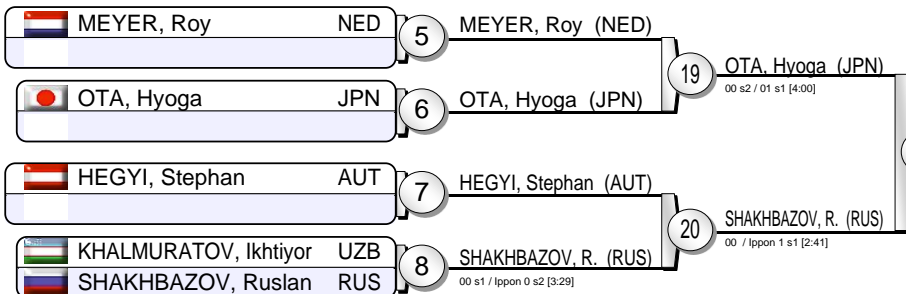 MEYER, Roy NED
5
MEYER, Roy (NED)
19
OTA, Hyoga (JPN)
00 s2 / 01 s1 [4:00]
OTA, Hyoga JPN
6
OTA, Hyoga (JPN)
HEGYI, Stephan AUT
7
HEGYI, Stephan (AUT)
20
SHAKHBAZOV, R. (RUS)
00 / Ippon 1 s1 [2:41]
KHALMURATOV, Ikhtiyor UZB
SHAKHBAZOV, Ruslan RUS
8
SHAKHBAZOV, R. (RUS)
00 s1 / Ippon 0 s2 [3:29]